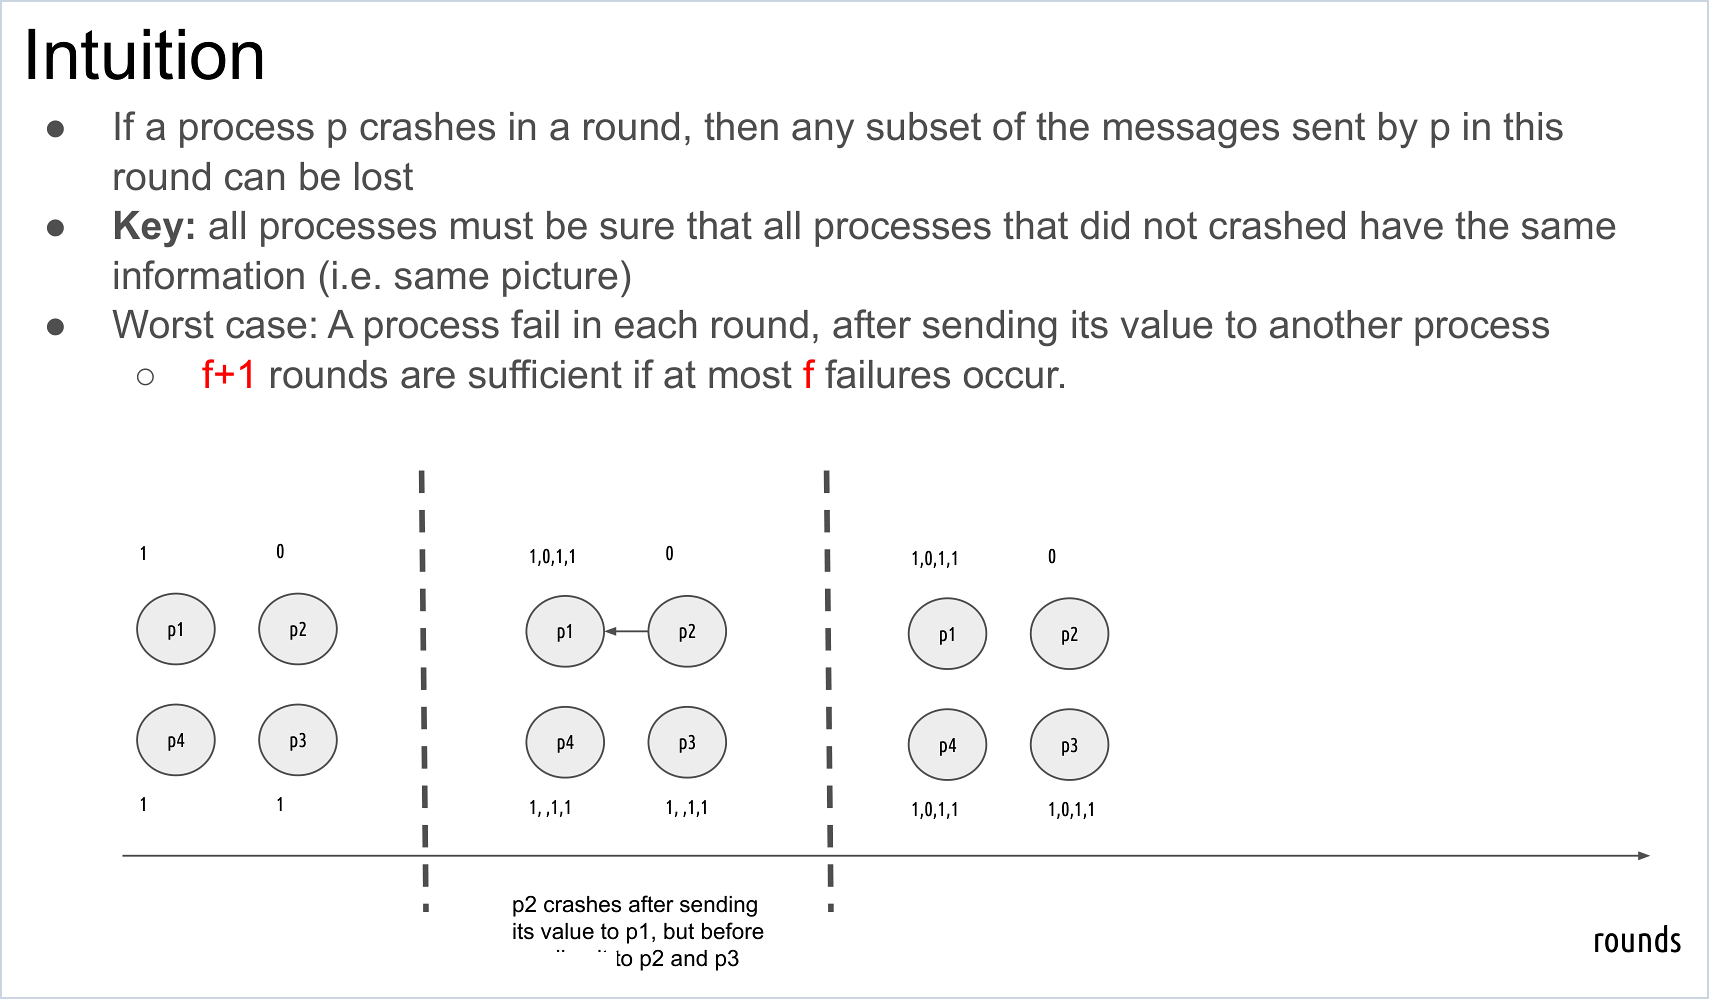 Intuition
● If a process p crashes in a round, then any subset of the messages sent by p in this
round can be lost
● Key: all processes must be sure that all processes that did not crashed have the same
information (i.e. same picture)
● Worst case: A process fail in each round, after sending its value to another process
○ f+1 rounds are sufficient if at most f failures occur.
1 0
p1 p2
p4 p3
1 1
1,0,1,1 0
p1 p2
p4 p3
1, ,1,1 1, ,1,1
1,0,1,1 0
p1 p2
p4 p3
1,0,1,1 1,0,1,1
p2 crashes after sending
its value to p1, but before
to p2 and p3
rounds